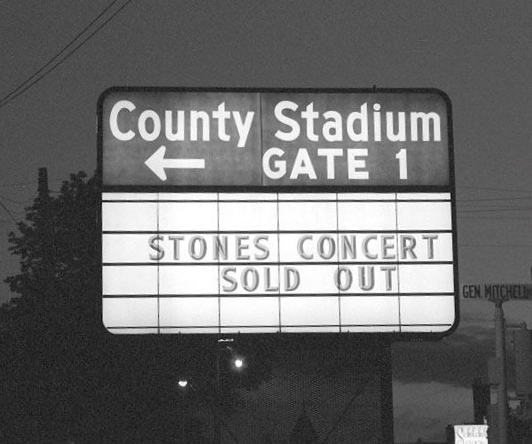 County Stadium
← GATE 1
STONES CONCERT
SOLD OUT
GEN MITCHELL